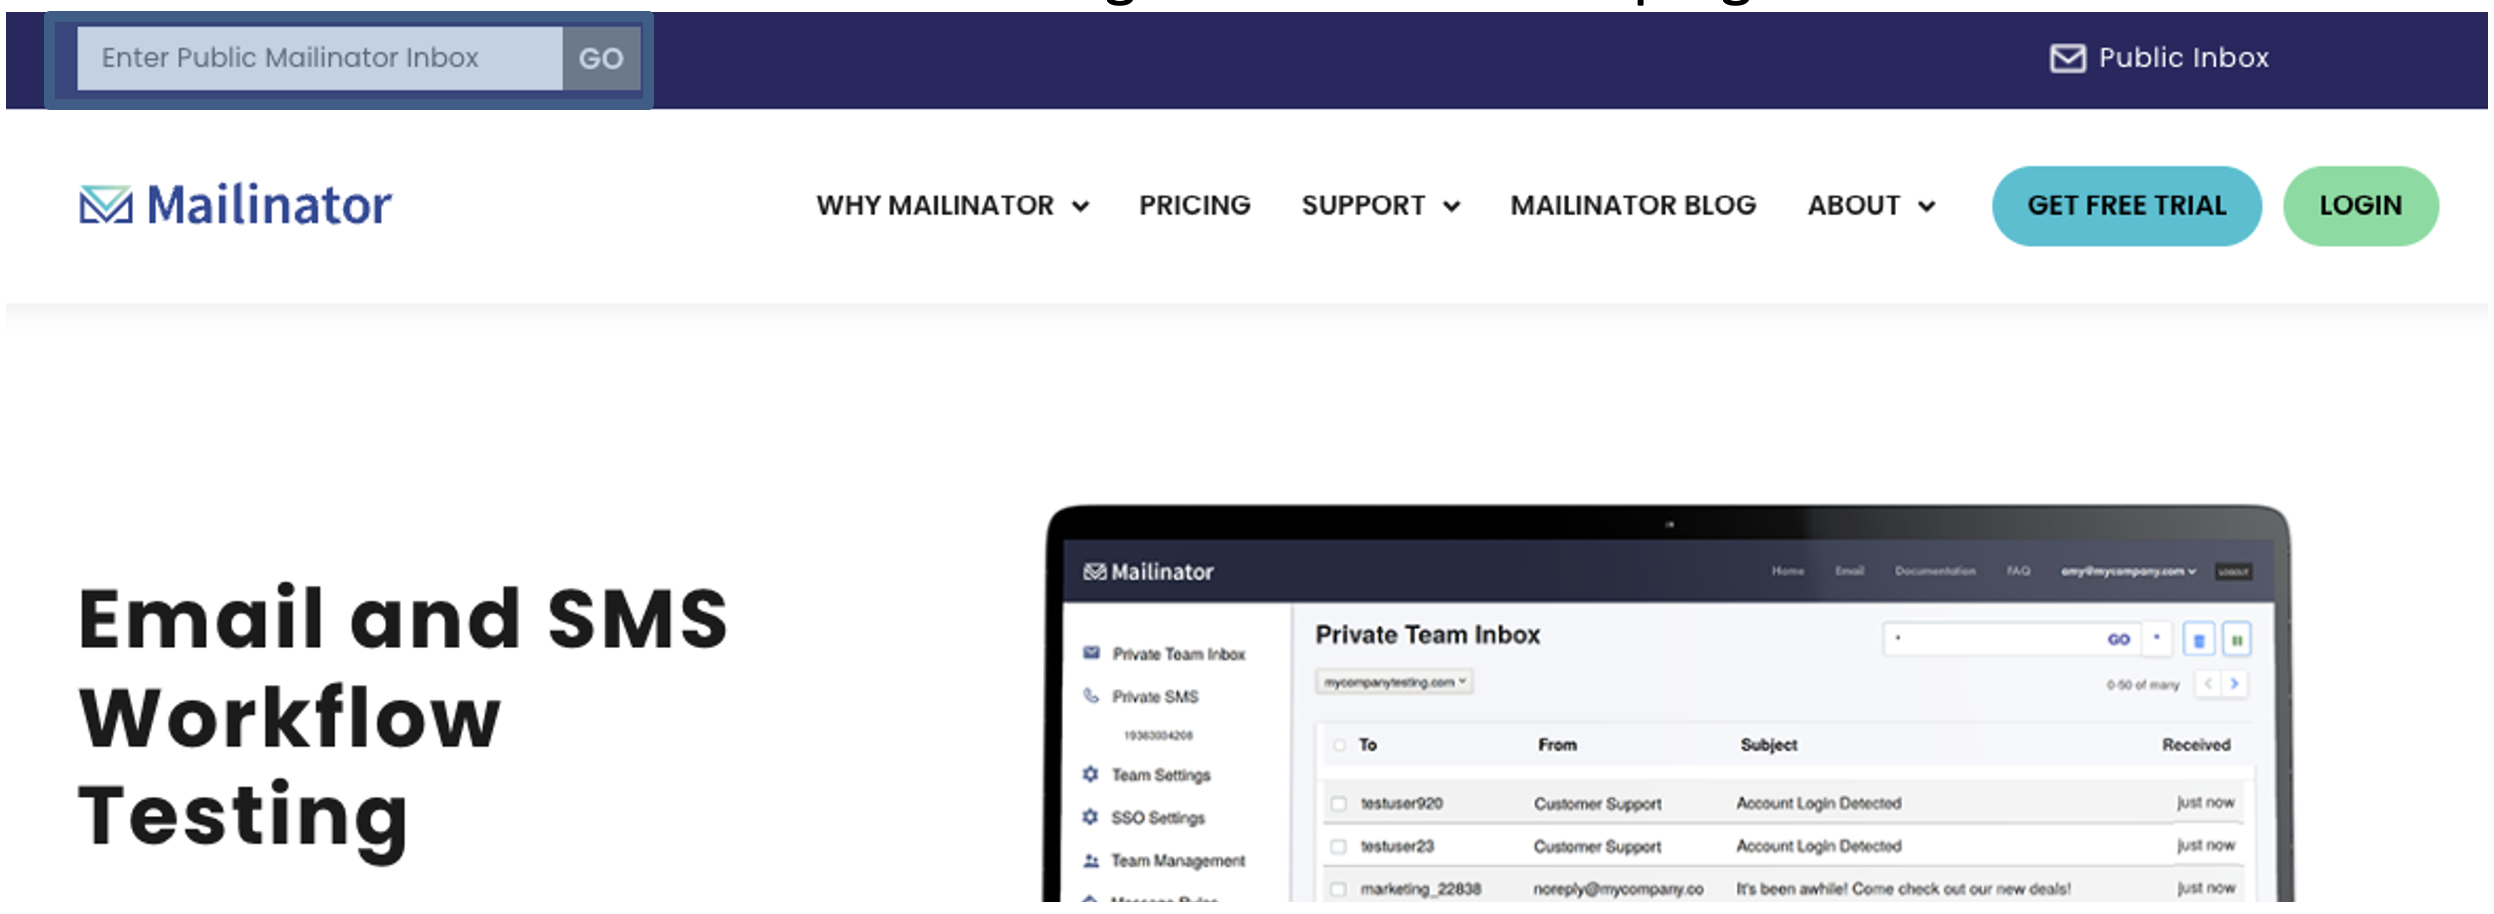 Enter Public Mailinator Inbox GO
Public Inbox
Mailinator
WHY MAILINATOR PRICING SUPPORT MAILINATOR BLOG ABOUT GET FREE TRIAL LOGIN
Email and SMS
Workflow
Testing
Mailinator
Home Email Documentation FAQ amy@mycompany.com LOGOUT
Private Team Inbox
Private SMS
19363004208
Team Settings
SSO Settings
Team Management
Message Rules
Private Team Inbox
* GO
mycompanytesting.com
0-50 of many
To From Subject Received
testuser920 Customer Support Account Login Detected just now
testuser23 Customer Support Account Login Detected just now
marketing_22838 noreply@mycompany.co It's been awhile! Come check out our new deals! just now